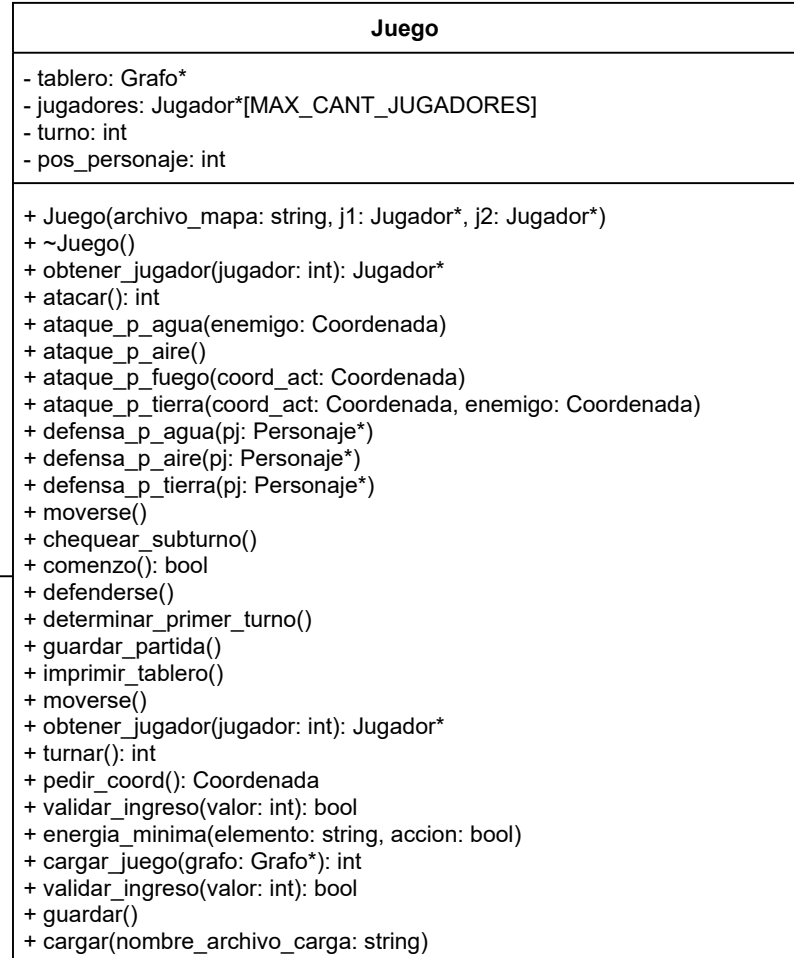 Juego
- tablero: Grafo*
- jugadores: Jugador*[MAX_CANT_JUGADORES]
- turno: int
- pos_personaje: int
+ Juego(archivo_mapa: string, j1: Jugador*, j2: Jugador*)
+ ~Juego()
+ obtener_jugador(jugador: int): Jugador*
+ atacar(): int
+ ataque_p_agua(enemigo: Coordenada)
+ ataque_p_aire()
+ ataque_p_fuego(coord_act: Coordenada)
+ ataque_p_tierra(coord_act: Coordenada, enemigo: Coordenada)
+ defensa_p_agua(pj: Personaje*)
+ defensa_p_aire(pj: Personaje*)
+ defensa_p_tierra(pj: Personaje*)
+ moverse()
+ chequear_subturno()
+ comenzo(): bool
+ defenderse()
+ determinar_primer_turno()
+ guardar_partida()
+ imprimir_tablero()
+ moverse()
+ obtener_jugador(jugador: int): Jugador*
+ turnar(): int
+ pedir_coord(): Coordenada
+ validar_ingreso(valor: int): bool
+ energia_minima(elemento: string, accion: bool)
+ cargar_juego(grafo: Grafo*): int
+ validar_ingreso(valor: int): bool
+ guardar()
+ cargar(nombre_archivo_carga: string)